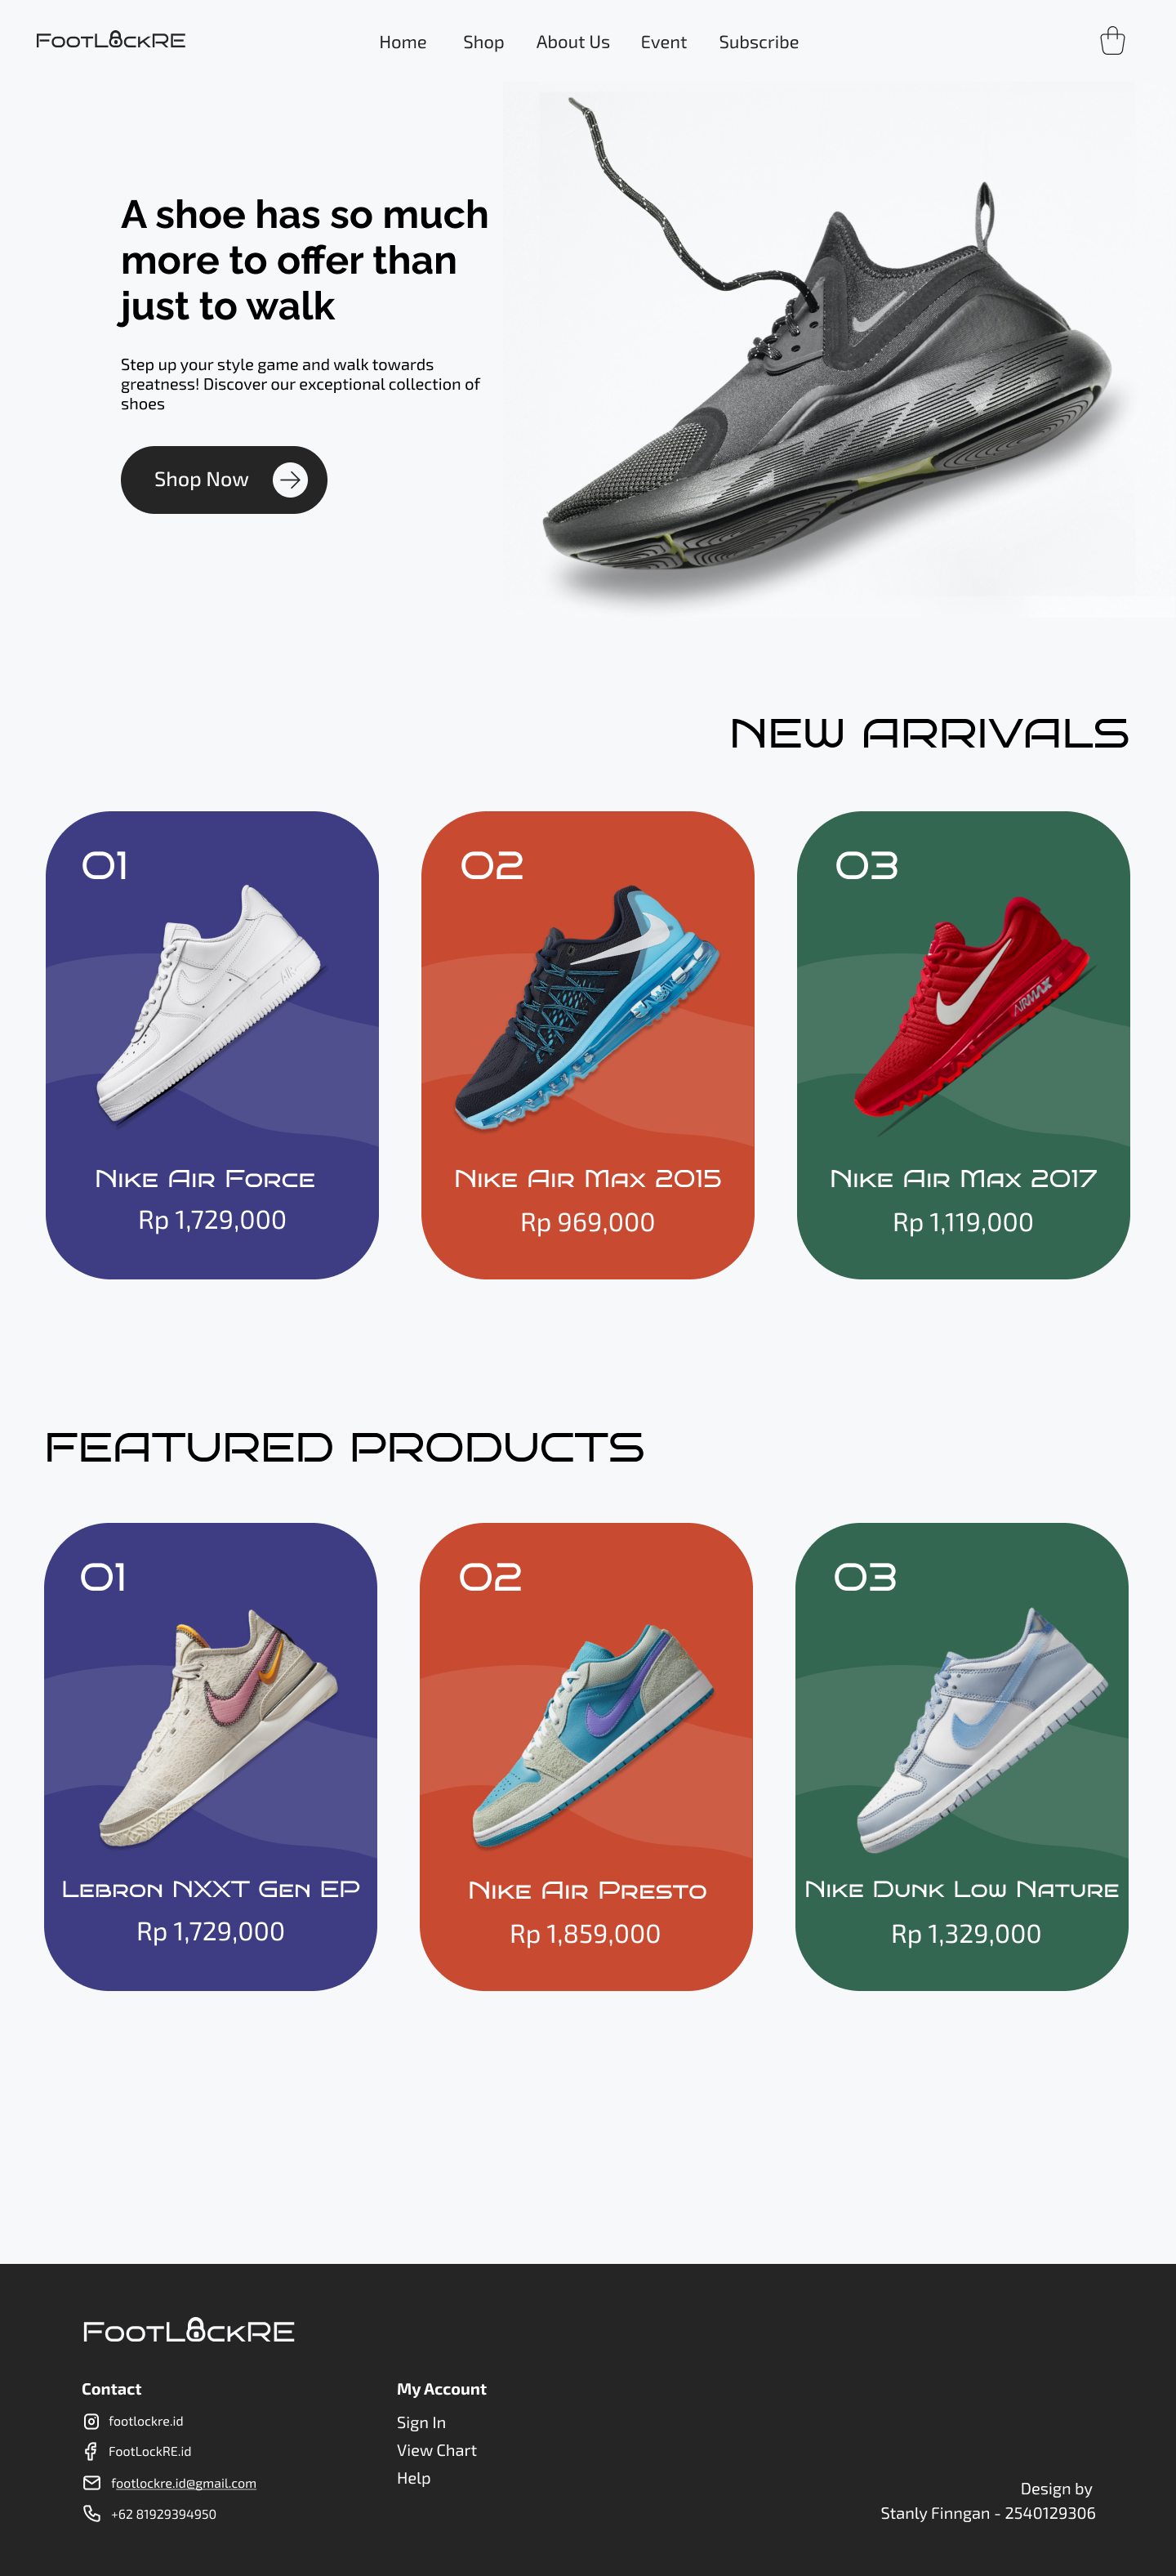 FootLockRE
Home Shop About Us Event Subscribe
A shoe has so much
more to offer than
just to walk
Step up your style game and walk towards
greatness! Discover our exceptional collection of
shoes
Shop Now
NEW ARRIVALS
01
Nike Air Force
Rp 1,729,000
02
Nike Air Max 2015
Rp 969,000
03
AIRMAX
Nike Air Max 2017
Rp 1,119,000
FEATURED PRODUCTS
01
Lebron NXXT Gen EP
Rp 1,729,000
02
Nike Air Presto
Rp 1,859,000
03
Nike Dunk Low Nature
Rp 1,329,000
FootLockRE
Contact
footlockre.id
FootLockRE.id
footlockre.id@gmail.com
+62 81929394950
My Account
Sign In
View Chart
Help
Design by
Stanly Finngan - 2540129306